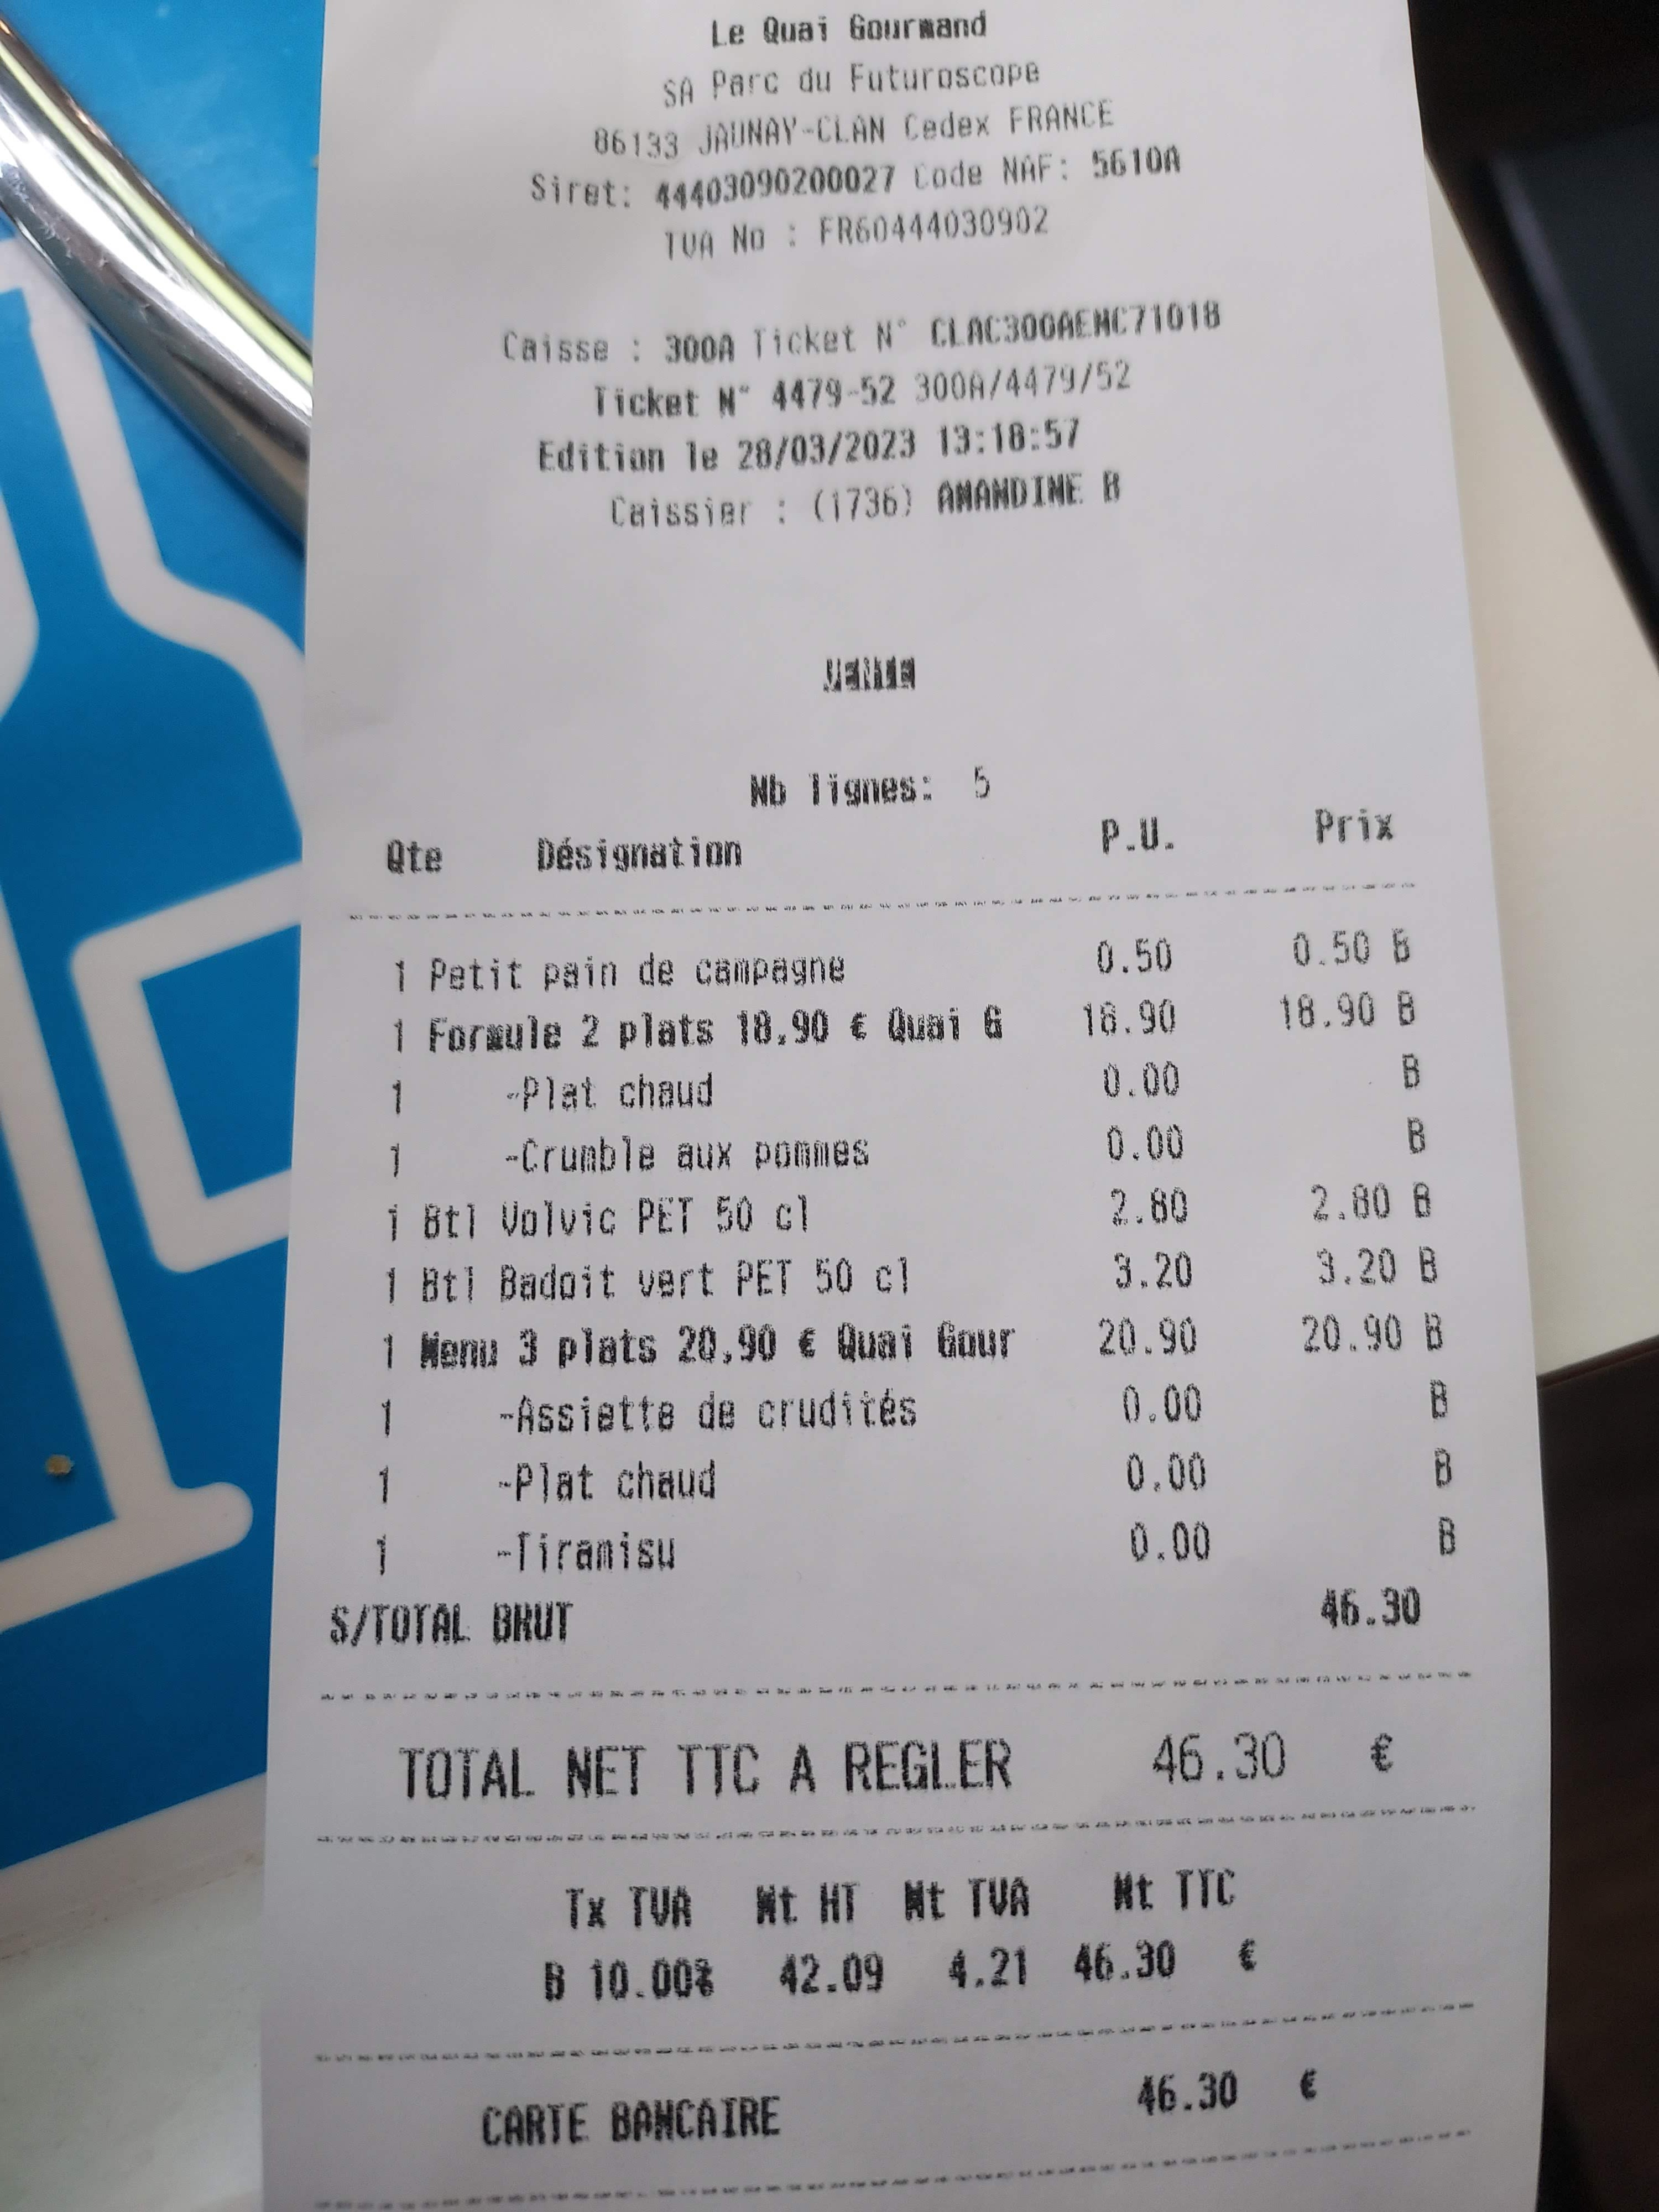 Le Quai Gourmand
SA Parc du Futuroscope
86133 JAUNAY-CLAN Cedex FRANCE
Siret: 44403090200027 Code NAF: 5610A
TVA No : FR60444030902
Caisse : 300A Ticket N° CLAC300AEMC71018
Ticket N° 4479-52 300A/4479/52
Edition le 28/03/2023 13:18:57
Caissier : (1736) AMANDINE B
VENTE
Nb lignes: 5
Qte Désignation P.U. Prix
1 Petit pain de campagne 0.50 0.50 B
1 Formule 2 plats 18,90 € Quai G 18.90 18.90 B
1 -Plat chaud 0.00 B
1 -Crumble aux pommes 0.00 B
1 Btl Volvic PET 50 cl 2.80 2.80 B
1 Btl Badoit vert PET 50 cl 3.20 3.20 B
1 Menu 3 plats 20,90 € Quai Gour 20.90 20.90 B
1 -Assiette de crudités 0.00 B
1 -Plat chaud 0.00 B
1 -Tiramisu 0.00 B
S/TOTAL BRUT 46.30
TOTAL NET TTC A REGLER 46.30 €
Tx TVA Mt HT Mt TVA Mt TTC
B 10.00% 42.09 4.21 46.30 €
CARTE BANCAIRE 46.30 €